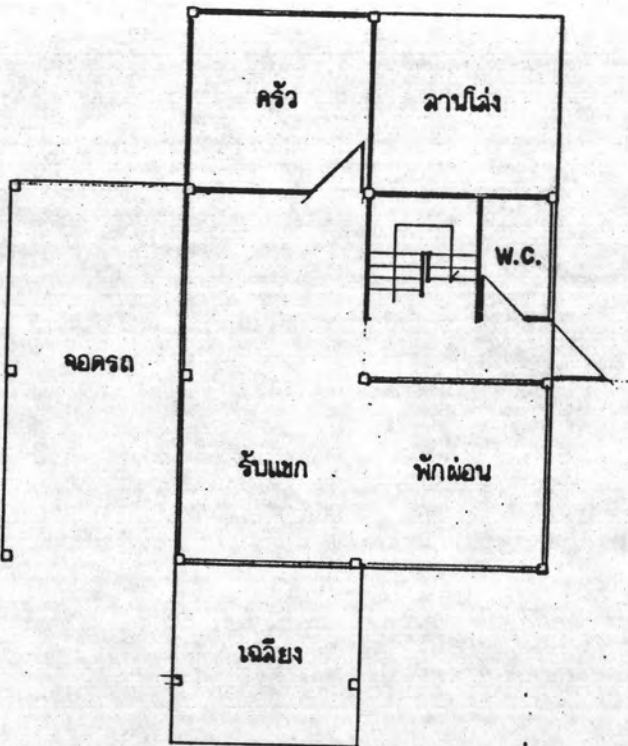 ครัว
ลานโล่ง
W.C.
จอดรถ
รับแขก
พักผ่อน
เฉลียง